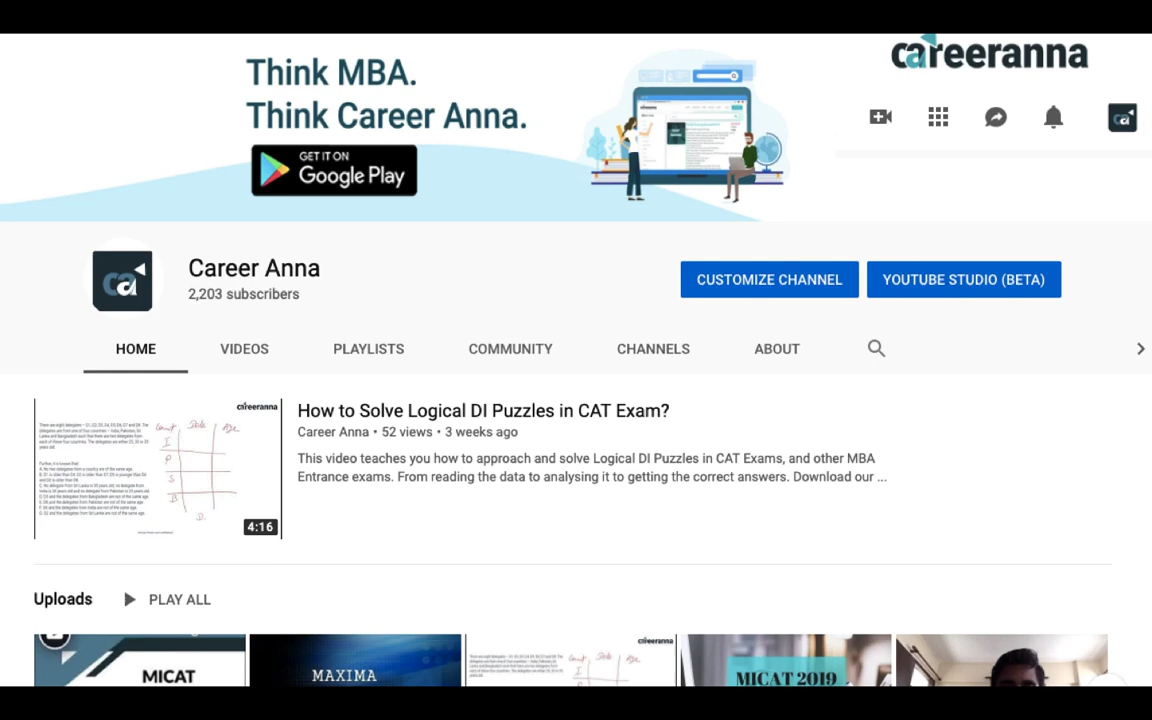 careeranna
Think MBA.
Think Career Anna.
GET IT ON
Google Play
ca
ca
Career Anna
2,203 subscribers
CUSTOMIZE CHANNEL
YOUTUBE STUDIO (BETA)
HOME
VIDEOS
PLAYLISTS
COMMUNITY
CHANNELS
ABOUT
careeranna
How to Solve Logical DI Puzzles in CAT Exam?
Career Anna • 52 views • 3 weeks ago
This video teaches you how to approach and solve Logical DI Puzzles in CAT Exams, and other MBA
Entrance exams. From reading the data to analysing it to getting the correct answers. Download our ...
4:16
Uploads
PLAY ALL
careeranna
MICAT
MAXIMA
MICAT 2019